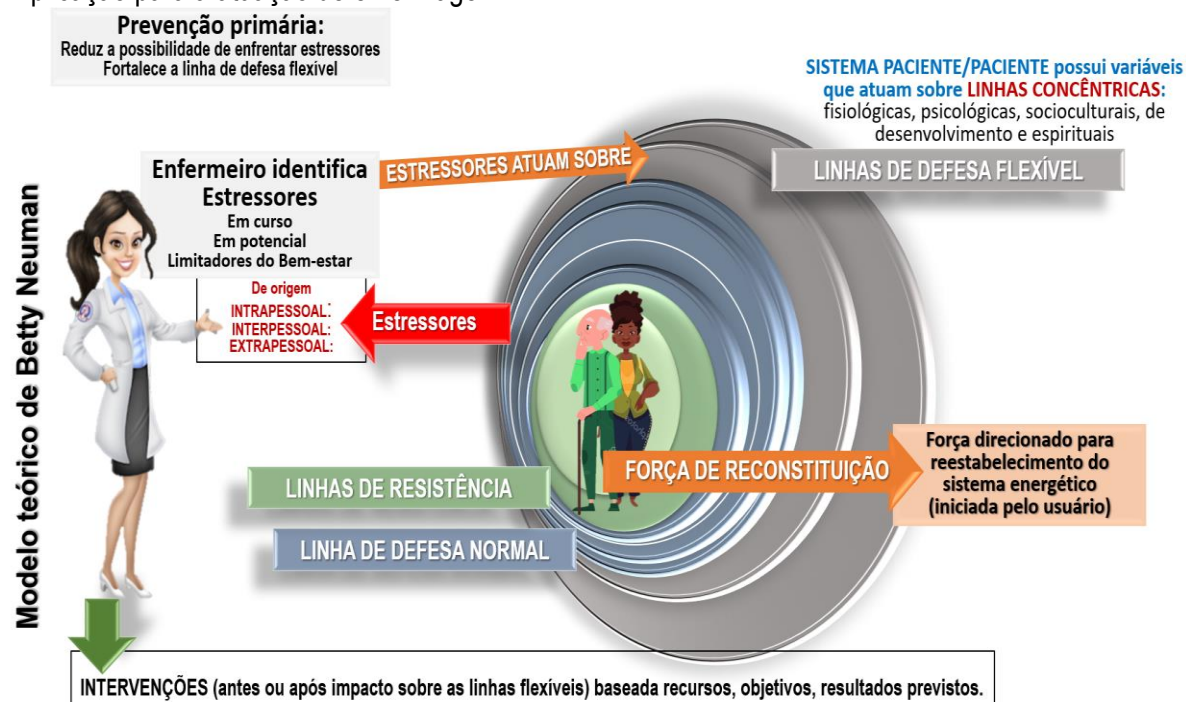 Prevenção primária:
Reduz a possibilidade de enfrentar estressores
Fortalece a linha de defesa flexível
SISTEMA PACIENTE/PACIENTE possui variáveis
que atuam sobre LINHAS CONCÊNTRICAS:
fisiológicas, psicológicas, socioculturais, de
desenvolvimento e espirituais
LINHAS DE DEFESA FLEXÍVEL
ESTRESSORES ATUAM SOBRE
Enfermeiro identifica
Estressores
Em curso
Em potencial
Limitadores do Bem-estar
De origem
INTRAPESSOAL:
INTERPESSOAL:
EXTRAPESSOAL:
Estressores
Modelo teórico de Betty Neuman
FORÇA DE RECONSTITUIÇÃO
Força direcionado para
reestabelecimento do
sistema energético
(iniciada pelo usuário)
LINHAS DE RESISTÊNCIA
LINHA DE DEFESA NORMAL
INTERVENÇÕES (antes ou após impacto sobre as linhas flexíveis) baseada recursos, objetivos, resultados previstos.